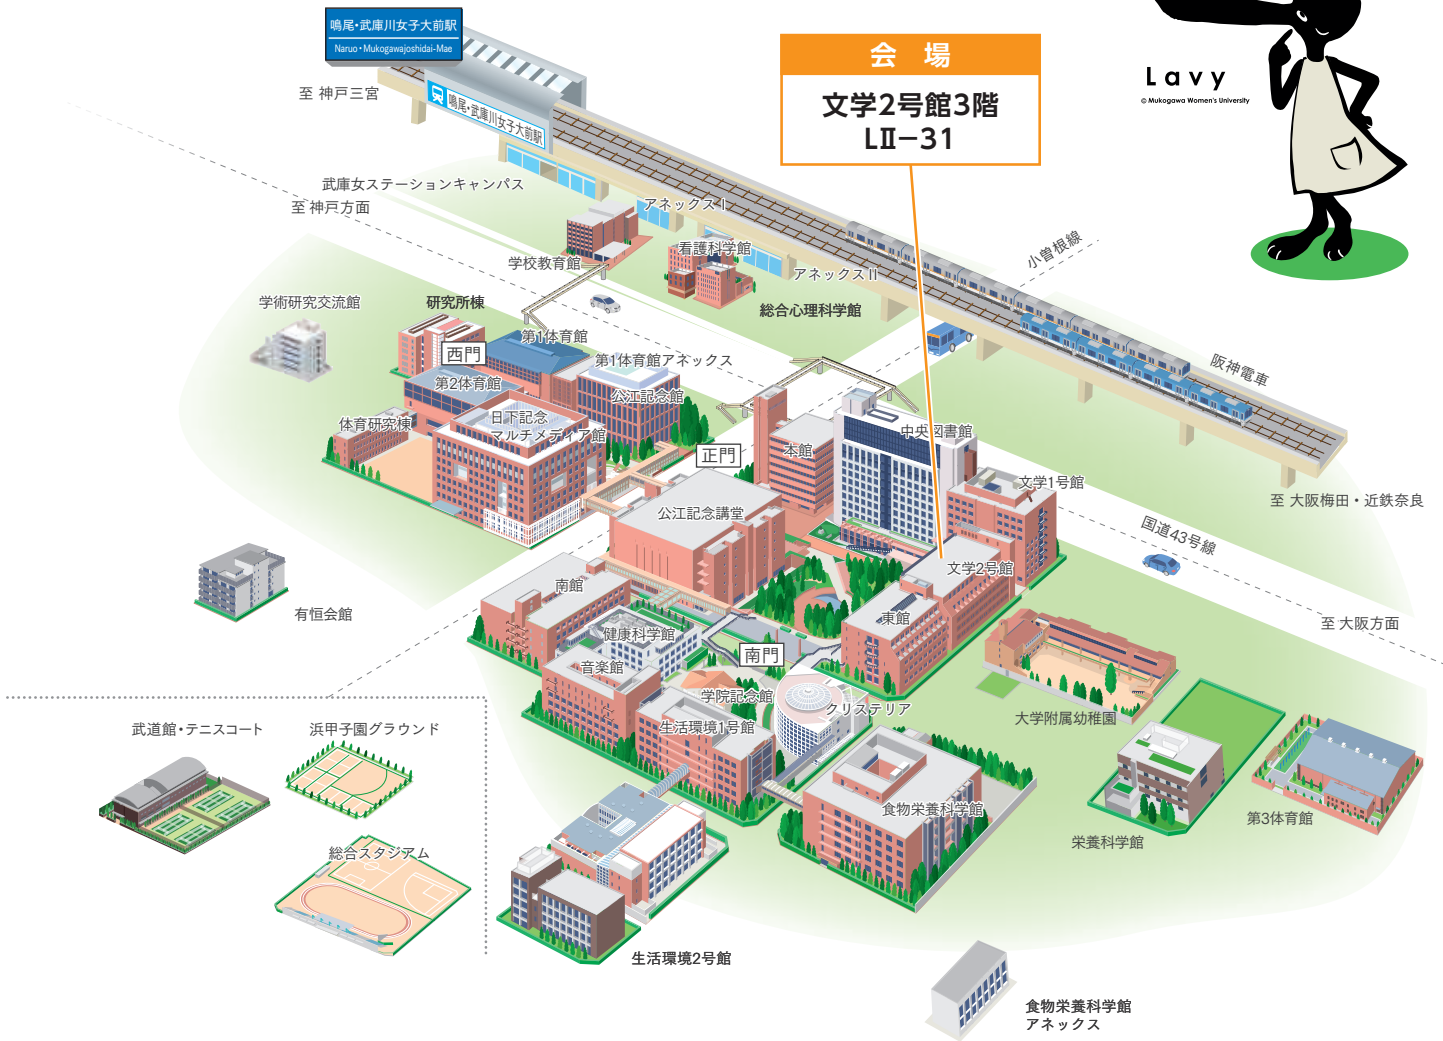 鳴尾・武庫川女子大前駅
Naruo・Mukogawajoshidai-Mae
会 場
文学2号館3階
LⅡ−31
Lavy
© Mukogawa Women's University
至 神戸三宮
鳴尾・武庫川女子大前駅
武庫女ステーションキャンパス
至 神戸方面
アネックスⅠ
学校教育館
看護科学館
アネックスⅡ
小曽根線
総合心理科学館
学術研究交流館
研究所棟
第1体育館
西門
第1体育館アネックス
阪神電車
第2体育館
公江記念館
体育研究棟
日下記念
マルチメディア館
正門
本館
中央図書館
文学1号館
至 大阪梅田・近鉄奈良
公江記念講堂
国道43号線
文学2号館
南館
有恒会館
東館
至 大阪方面
健康科学館
南門
音楽館
学院記念館
クリステリア
大学附属幼稚園
生活環境1号館
武道館・テニスコート
浜甲子園グラウンド
食物栄養科学館
第3体育館
栄養科学館
総合スタジアム
生活環境2号館
食物栄養科学館
アネックス